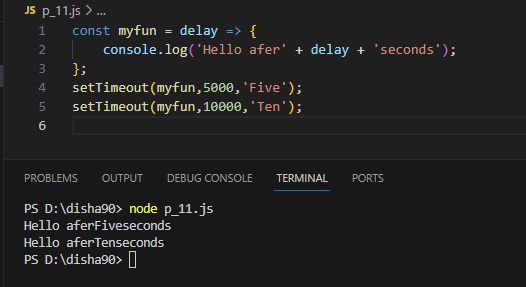 JS p_11.js > ...
1 const myfun = delay => {
2 console.log('Hello afer' + delay + 'seconds');
3 };
4 setTimeout(myfun,5000,'Five');
5 setTimeout(myfun,10000,'Ten');
6
PROBLEMS OUTPUT DEBUG CONSOLE TERMINAL PORTS
PS D:\disha90> node p_11.js
Hello aferFiveseconds
Hello aferTenseconds
PS D:\disha90>